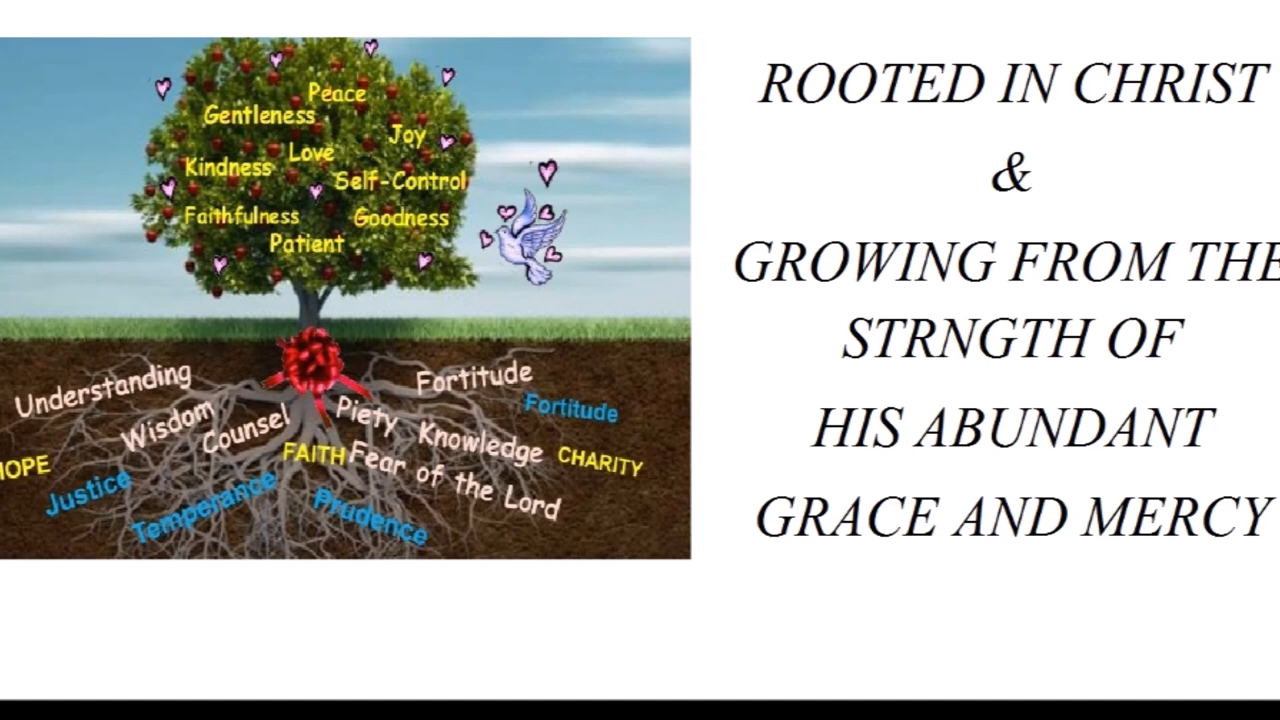 Peace
Gentleness
Joy
Love
Kindness
Self-Control
Faithfulness
Goodness
Patient
Understanding
Fortitude
Fortitude
Wisdom
Counsel
Piety
Knowledge
HOPE
FAITH
Fear of the Lord
CHARITY
Justice
Temperance
Prudence
ROOTED IN CHRIST
&
GROWING FROM THE
STRNGTH OF
HIS ABUNDANT
GRACE AND MERCY